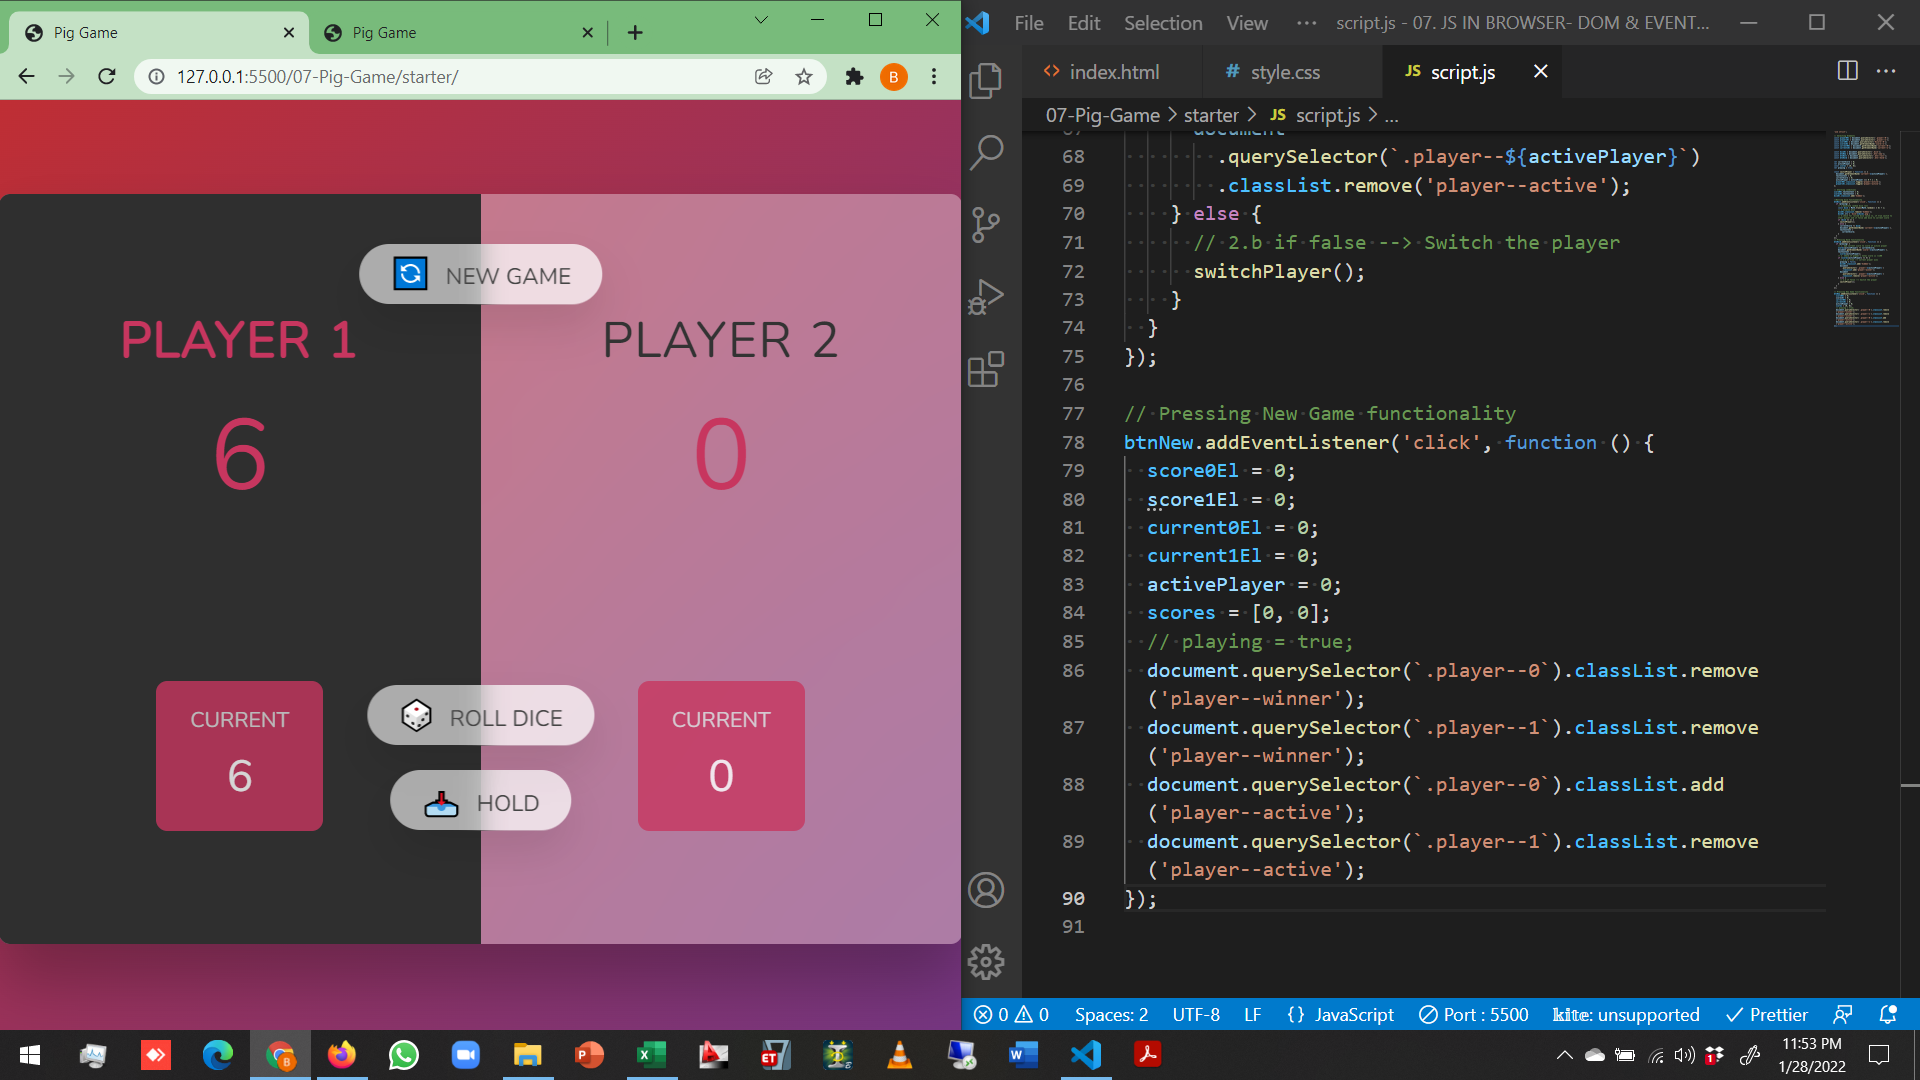 Pig Game
Pig Game
127.0.0.1:5500/07-Pig-Game/starter/
B
NEW GAME
PLAYER 1
PLAYER 2
6
0
CURRENT
6
ROLL DICE
HOLD
CURRENT
0
File Edit Selection View ··· script.js - 07. JS IN BROWSER- DOM & EVENT...
<> index.html # style.css JS script.js
07-Pig-Game > starter > JS script.js > ...
68 .querySelector(`.player--${activePlayer}`)
69 .classList.remove('player--active');
70 } else {
71 // 2.b if false --> Switch the player
72 switchPlayer();
73 }
74 }
75 });
76
77 // Pressing New Game functionality
78 btnNew.addEventListener('click', function () {
79 score0El = 0;
80 score1El = 0;
81 current0El = 0;
82 current1El = 0;
83 activePlayer = 0;
84 scores = [0, 0];
85 // playing = true;
86 document.querySelector(`.player--0`).classList.remove
('player--winner');
87 document.querySelector(`.player--1`).classList.remove
('player--winner');
88 document.querySelector(`.player--0`).classList.add
('player--active');
89 document.querySelector(`.player--1`).classList.remove
('player--active');
90 });
91
0 0 Spaces: 2 UTF-8 LF {} JavaScript Port : 5500 kite: unsupported Prettier
11:53 PM
1/28/2022